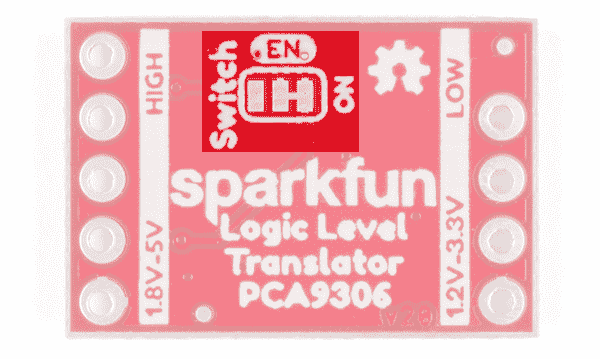 EN
Switch
ON
HIGH
LOW
sparkfun
Logic Level
Translator
PCA9306
1.8V-5V
1.2V-3.3V